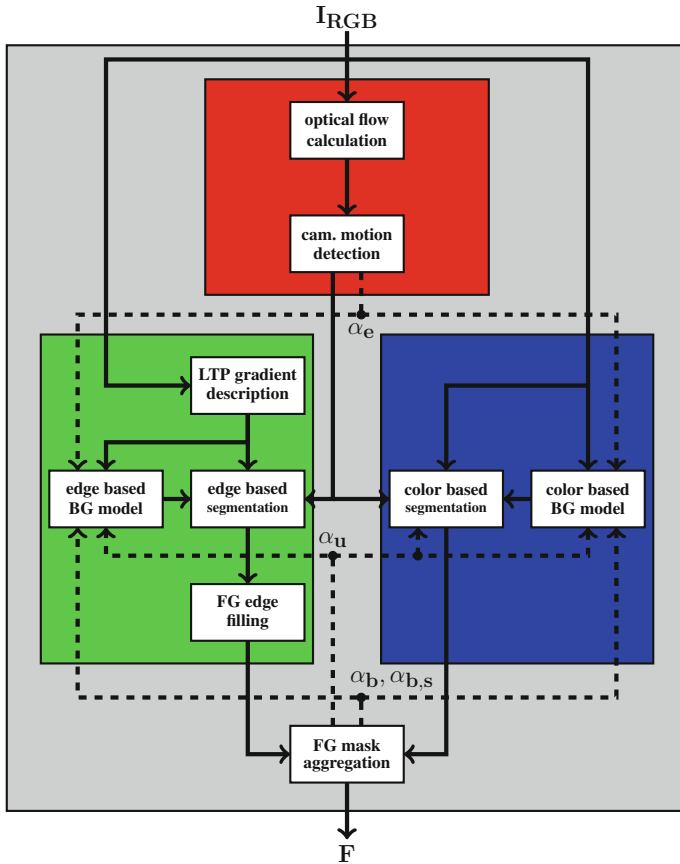 I_RGB
optical flow
calculation
cam. motion
detection
α_e
LTP gradient
description
edge based
BG model
edge based
segmentation
color based
segmentation
color based
BG model
α_u
FG edge
filling
α_b, α_b,s
FG mask
aggregation
F